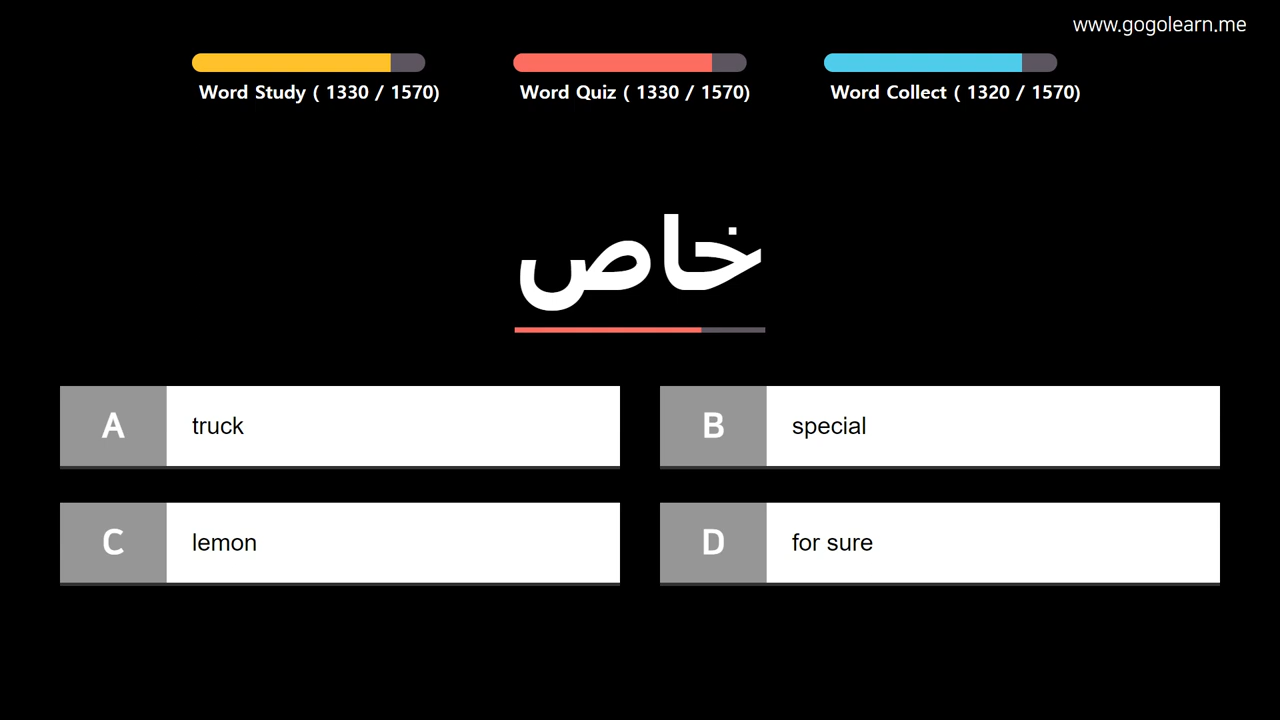 www.gogolearn.me
Word Study ( 1330 / 1570)
Word Quiz ( 1330 / 1570)
Word Collect ( 1320 / 1570)
خاص
A truck
B special
C lemon
D for sure